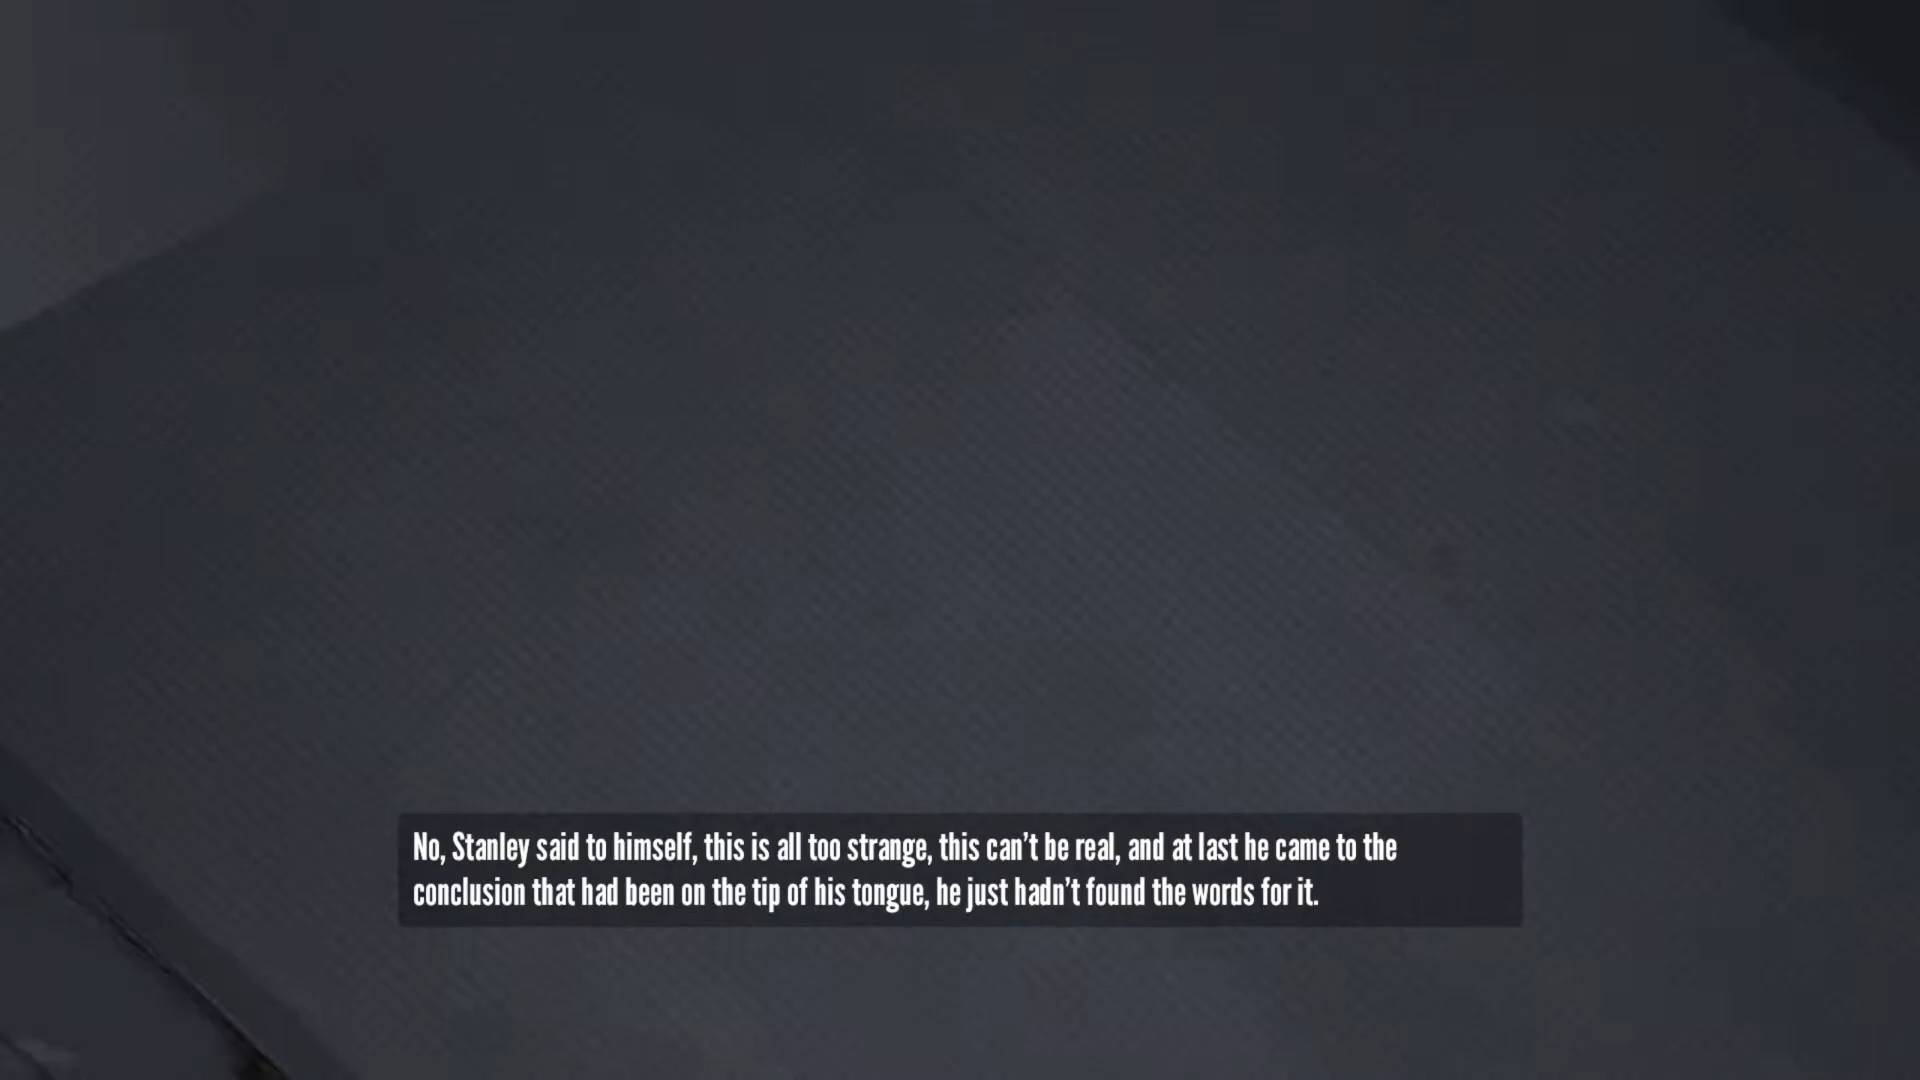 No, Stanley said to himself, this is all too strange, this can't be real, and at last he came to the
conclusion that had been on the tip of his tongue, he just hadn't found the words for it.